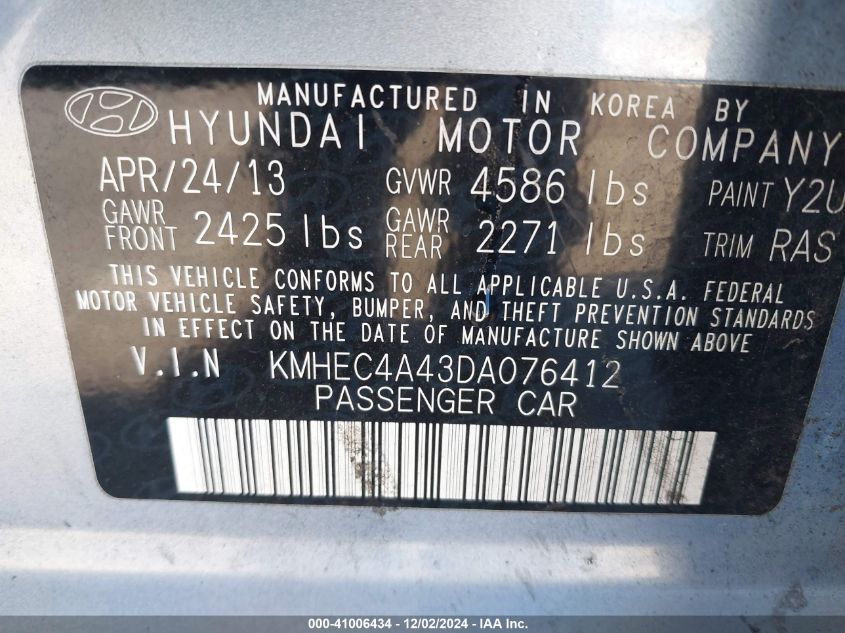 MANUFACTURED IN KOREA BY
HYUNDAI MOTOR COMPANY
APR/24/13 GVWR 4586 lbs PAINT Y2U
GAWR FRONT 2425 lbs GAWR REAR 2271 lbs TRIM RAS
THIS VEHICLE CONFORMS TO ALL APPLICABLE U.S.A. FEDERAL
MOTOR VEHICLE SAFETY, BUMPER, AND THEFT PREVENTION STANDARDS
IN EFFECT ON THE DATE OF MANUFACTURE SHOWN ABOVE
V.I.N KMHEC4A43DA076412
PASSENGER CAR
000-41006434 - 12/02/2024 - IAA Inc.